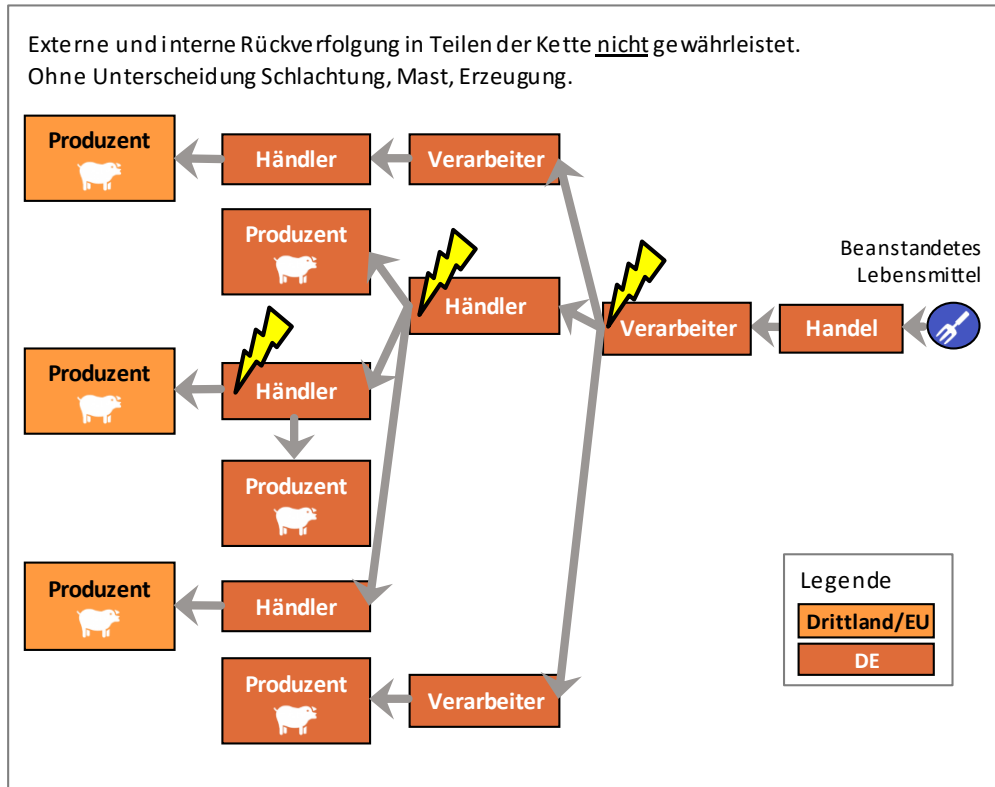 Externe und interne Rückverfolgung in Teilen der Kette nicht gewährleistet.
Ohne Unterscheidung Schlachtung, Mast, Erzeugung.
Produzent
Händler
Verarbeiter
Produzent
Händler
Beanstandetes
Lebensmittel
Verarbeiter
Handel
Produzent
Händler
Produzent
Produzent
Händler
Produzent
Verarbeiter
Legende
Drittland/EU
DE